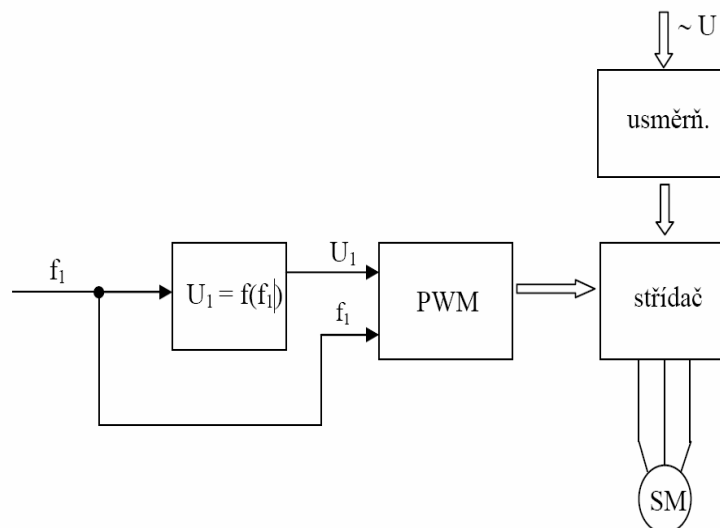 ~ U
usměrň.
f₁
U₁ = f(f₁)
U₁
f₁
PWM
střídač
SM